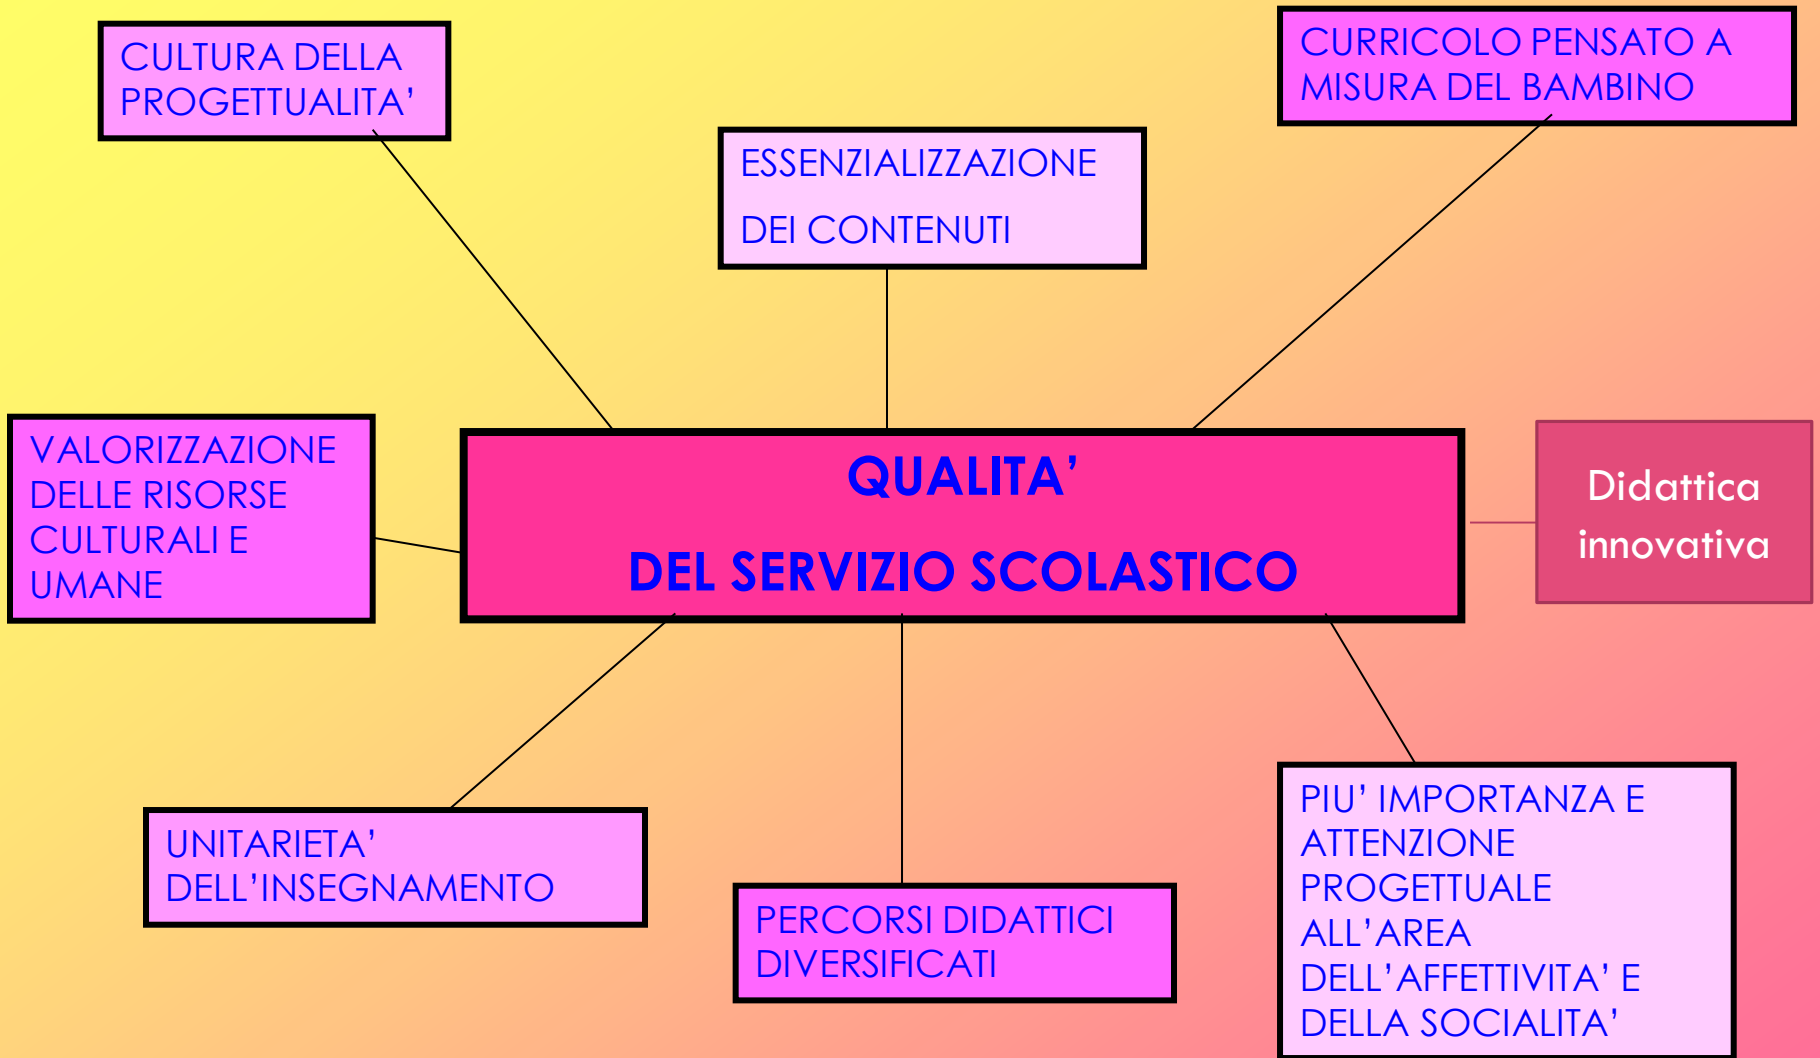 CULTURA DELLA
PROGETTUALITA’
CURRICOLO PENSATO A
MISURA DEL BAMBINO
ESSENZIALIZZAZIONE
DEI CONTENUTI
VALORIZZAZIONE
DELLE RISORSE
CULTURALI E
UMANE
QUALITA’
DEL SERVIZIO SCOLASTICO
Didattica
innovativa
UNITARIETA’
DELL’INSEGNAMENTO
PERCORSI DIDATTICI
DIVERSIFICATI
PIU’ IMPORTANZA E
ATTENZIONE
PROGETTUALE
ALL’AREA
DELL’AFFETTIVITA’ E
DELLA SOCIALITA’